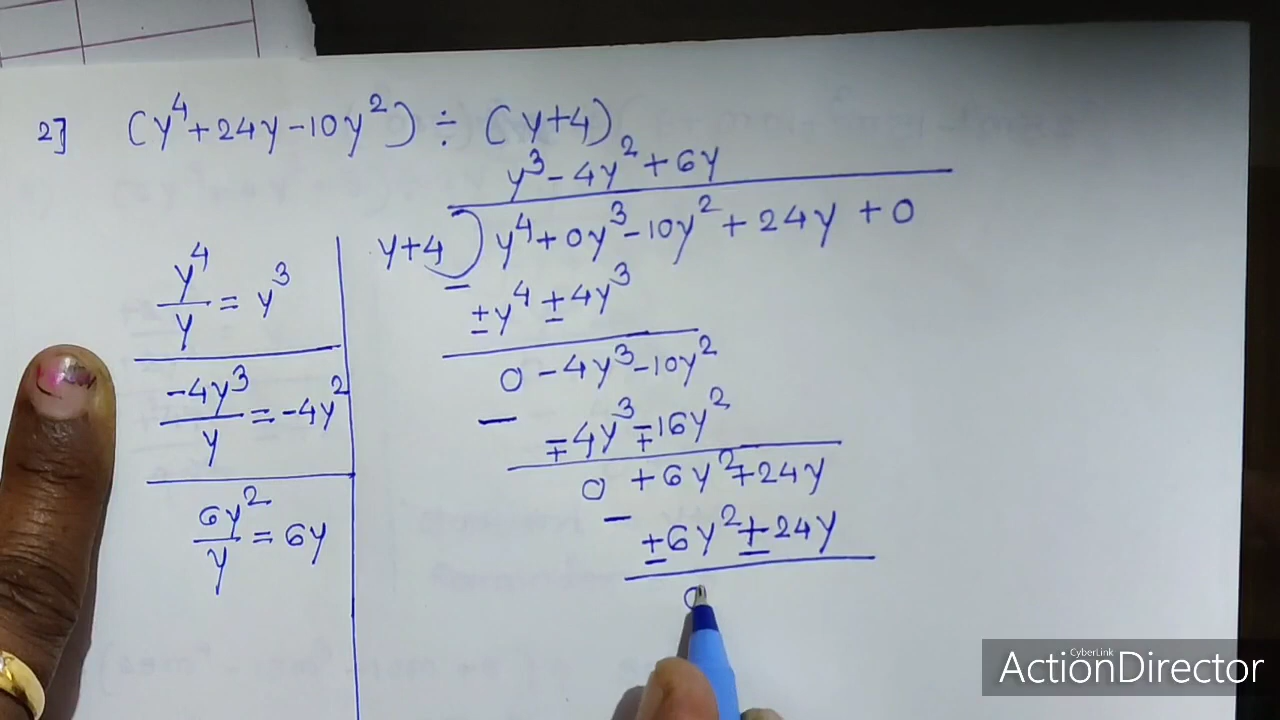 2] (y⁴+24y-10y²) ÷ (y+4)
y³-4y²+6y
y+4) y⁴+0y³-10y²+24y+0
y⁴/y = y³
± y⁴ ± 4y³
0 -4y³-10y²
-4y³/y = -4y²
∓4y³∓16y²
0 +6y²+24y
6y²/y = 6y
±6y²±24y
0
CyberLink
ActionDirector